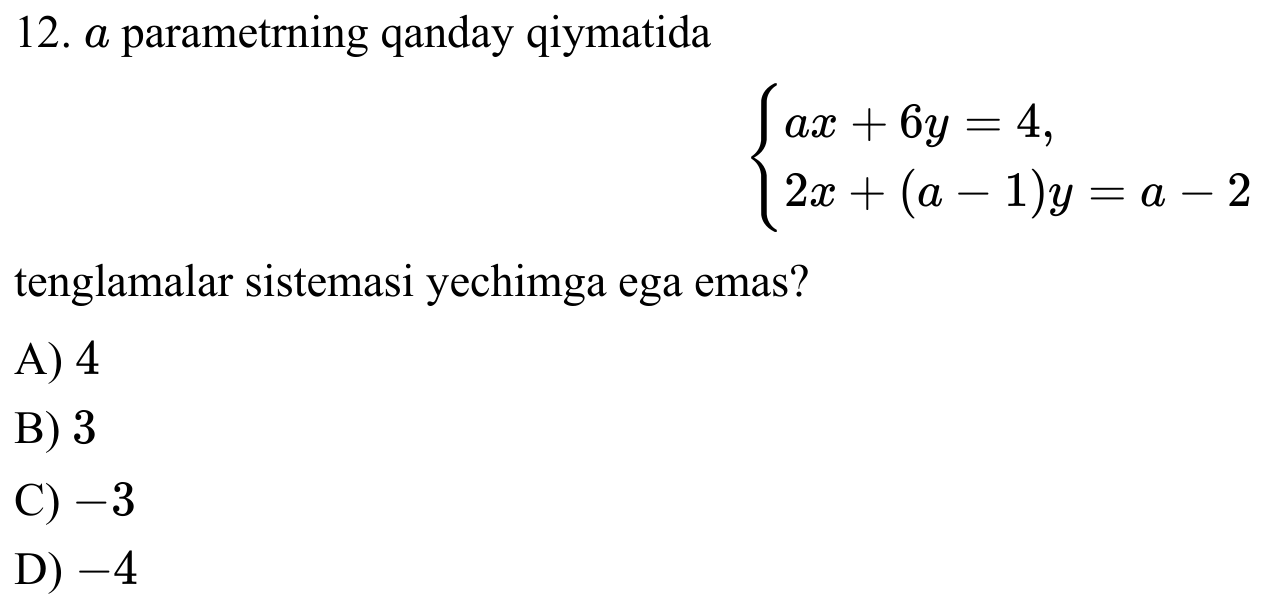 12. a parametrning qanday qiymatida
{ax + 6y = 4,
2x + (a − 1)y = a − 2
tenglamalar sistemasi yechimga ega emas?
A) 4
B) 3
C) −3
D) −4